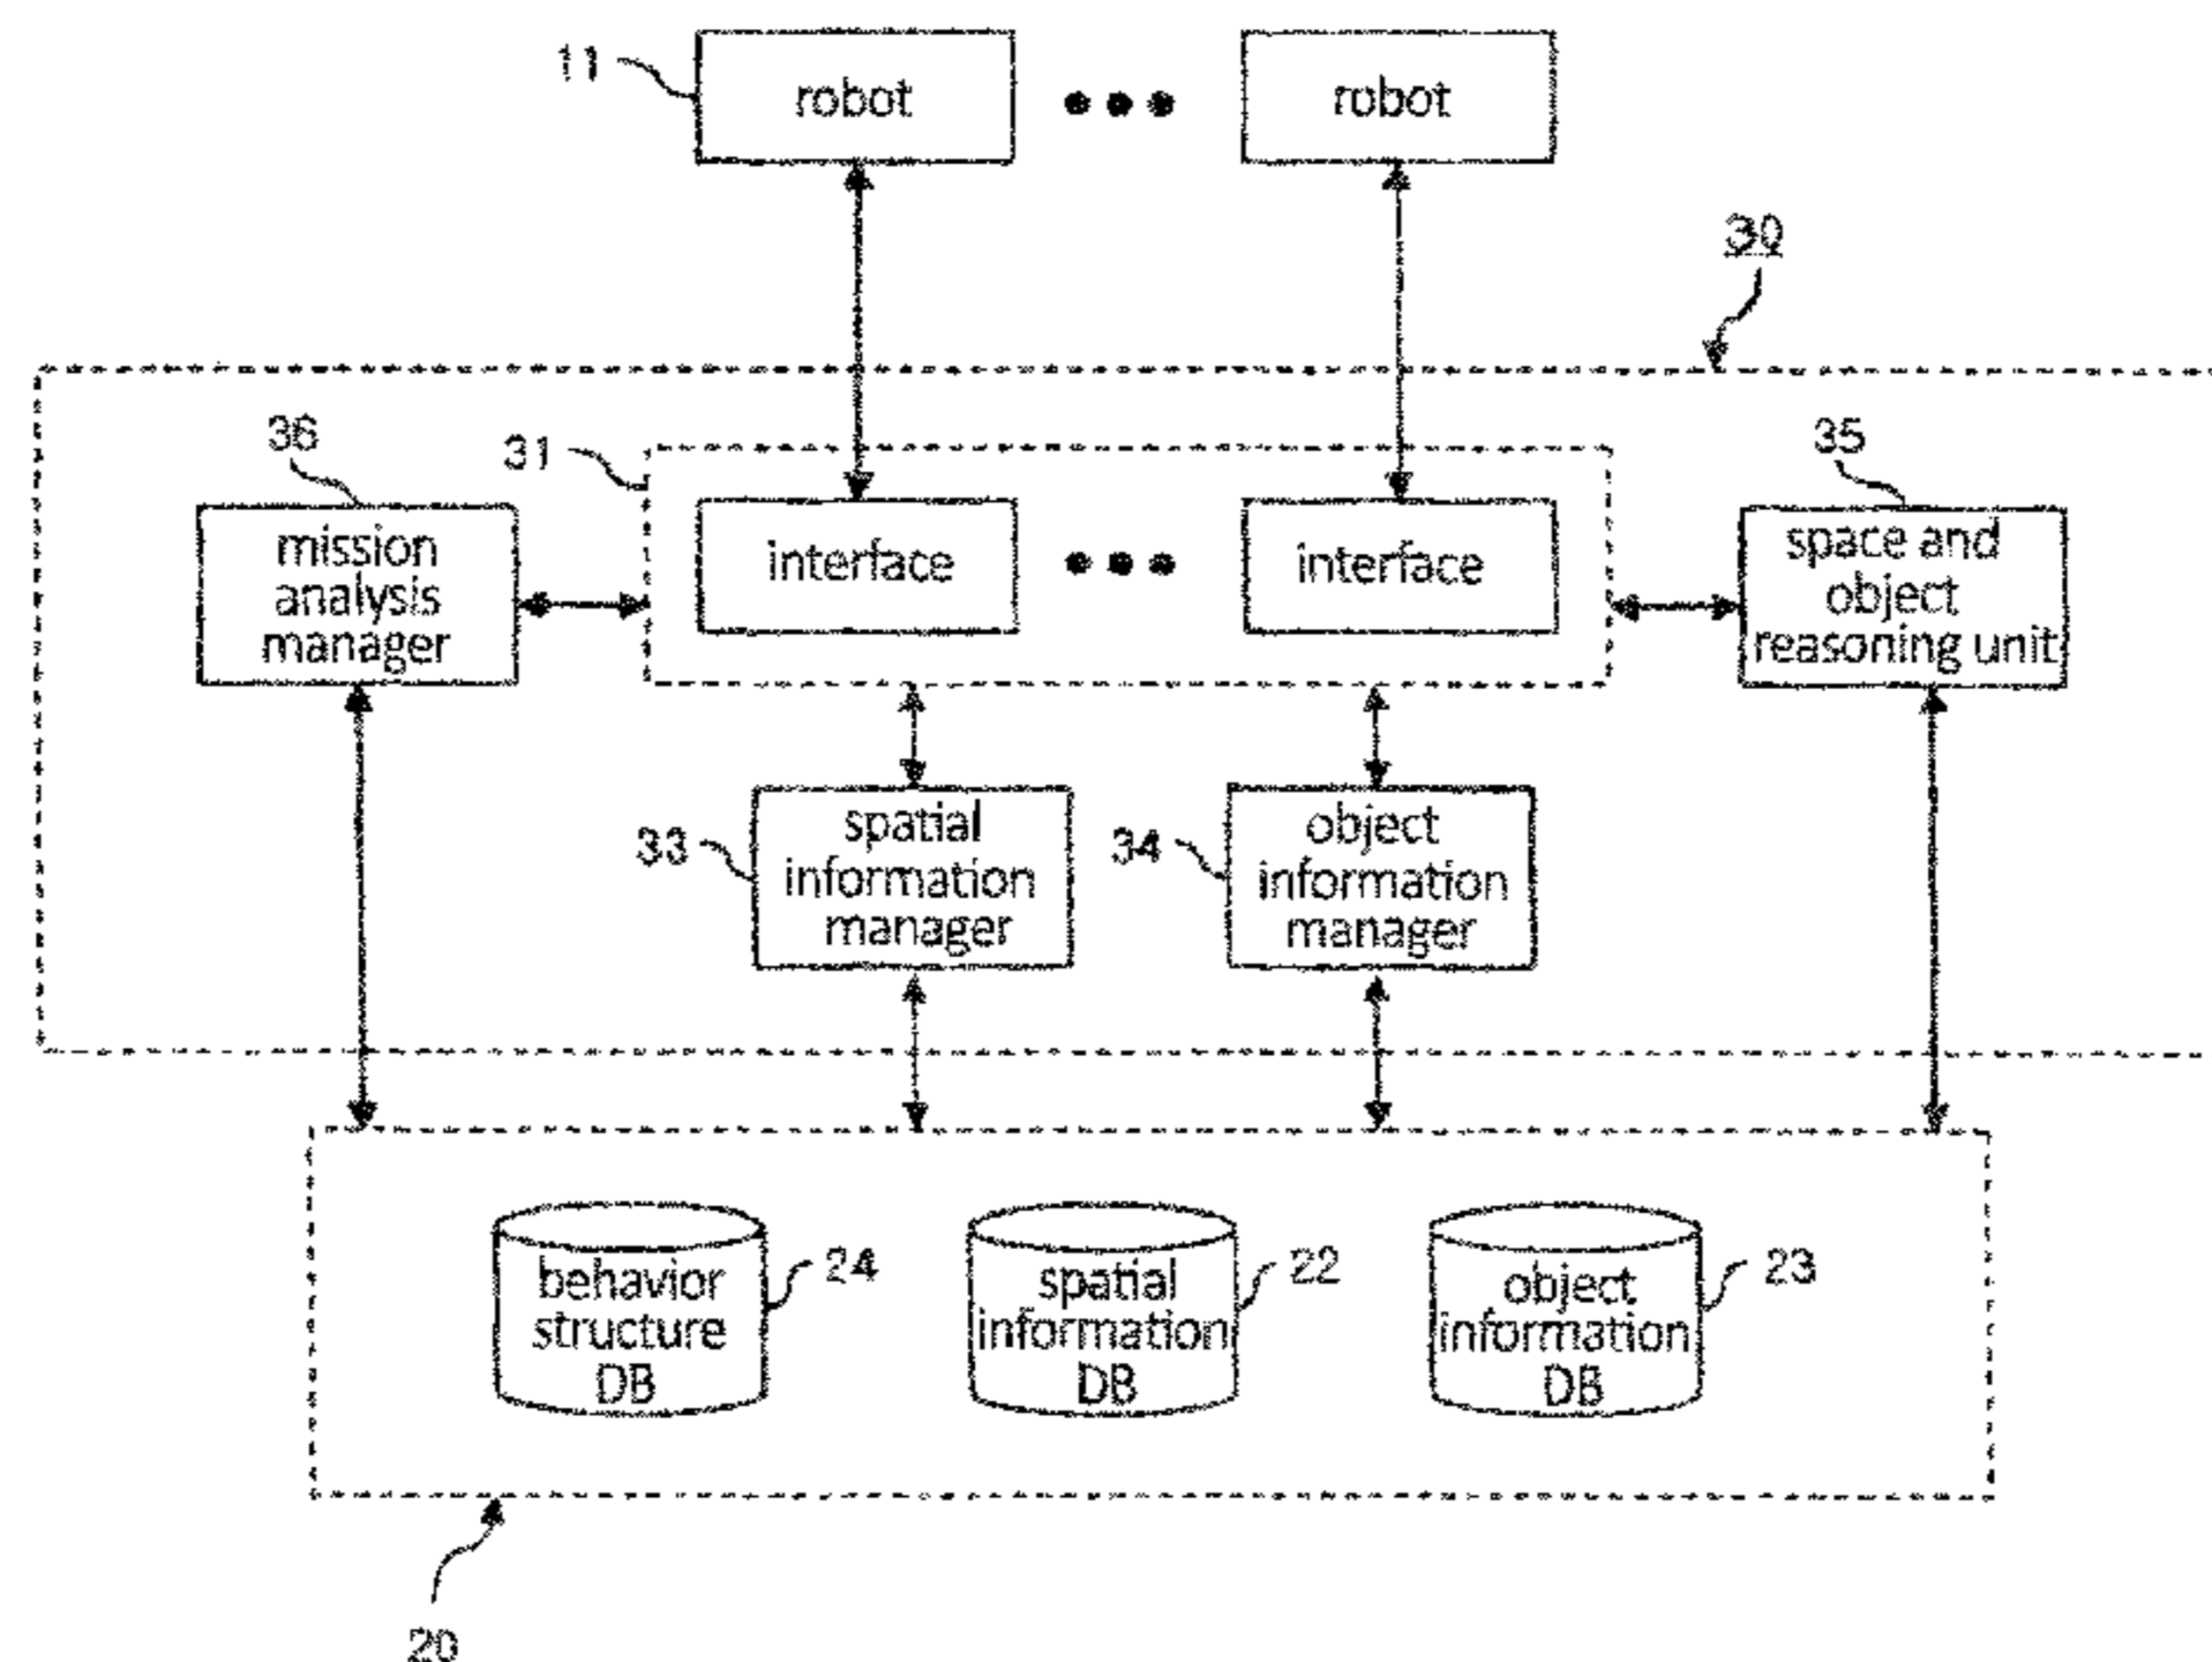 11
robot
robot
30
36
31
35
mission
analysis
manager
interface
interface
space and
object
reasoning unit
33
spatial
information
manager
34
object
information
manager
behavior
structure
DB
24
spatial
information
DB
22
object
information
DB
23
20